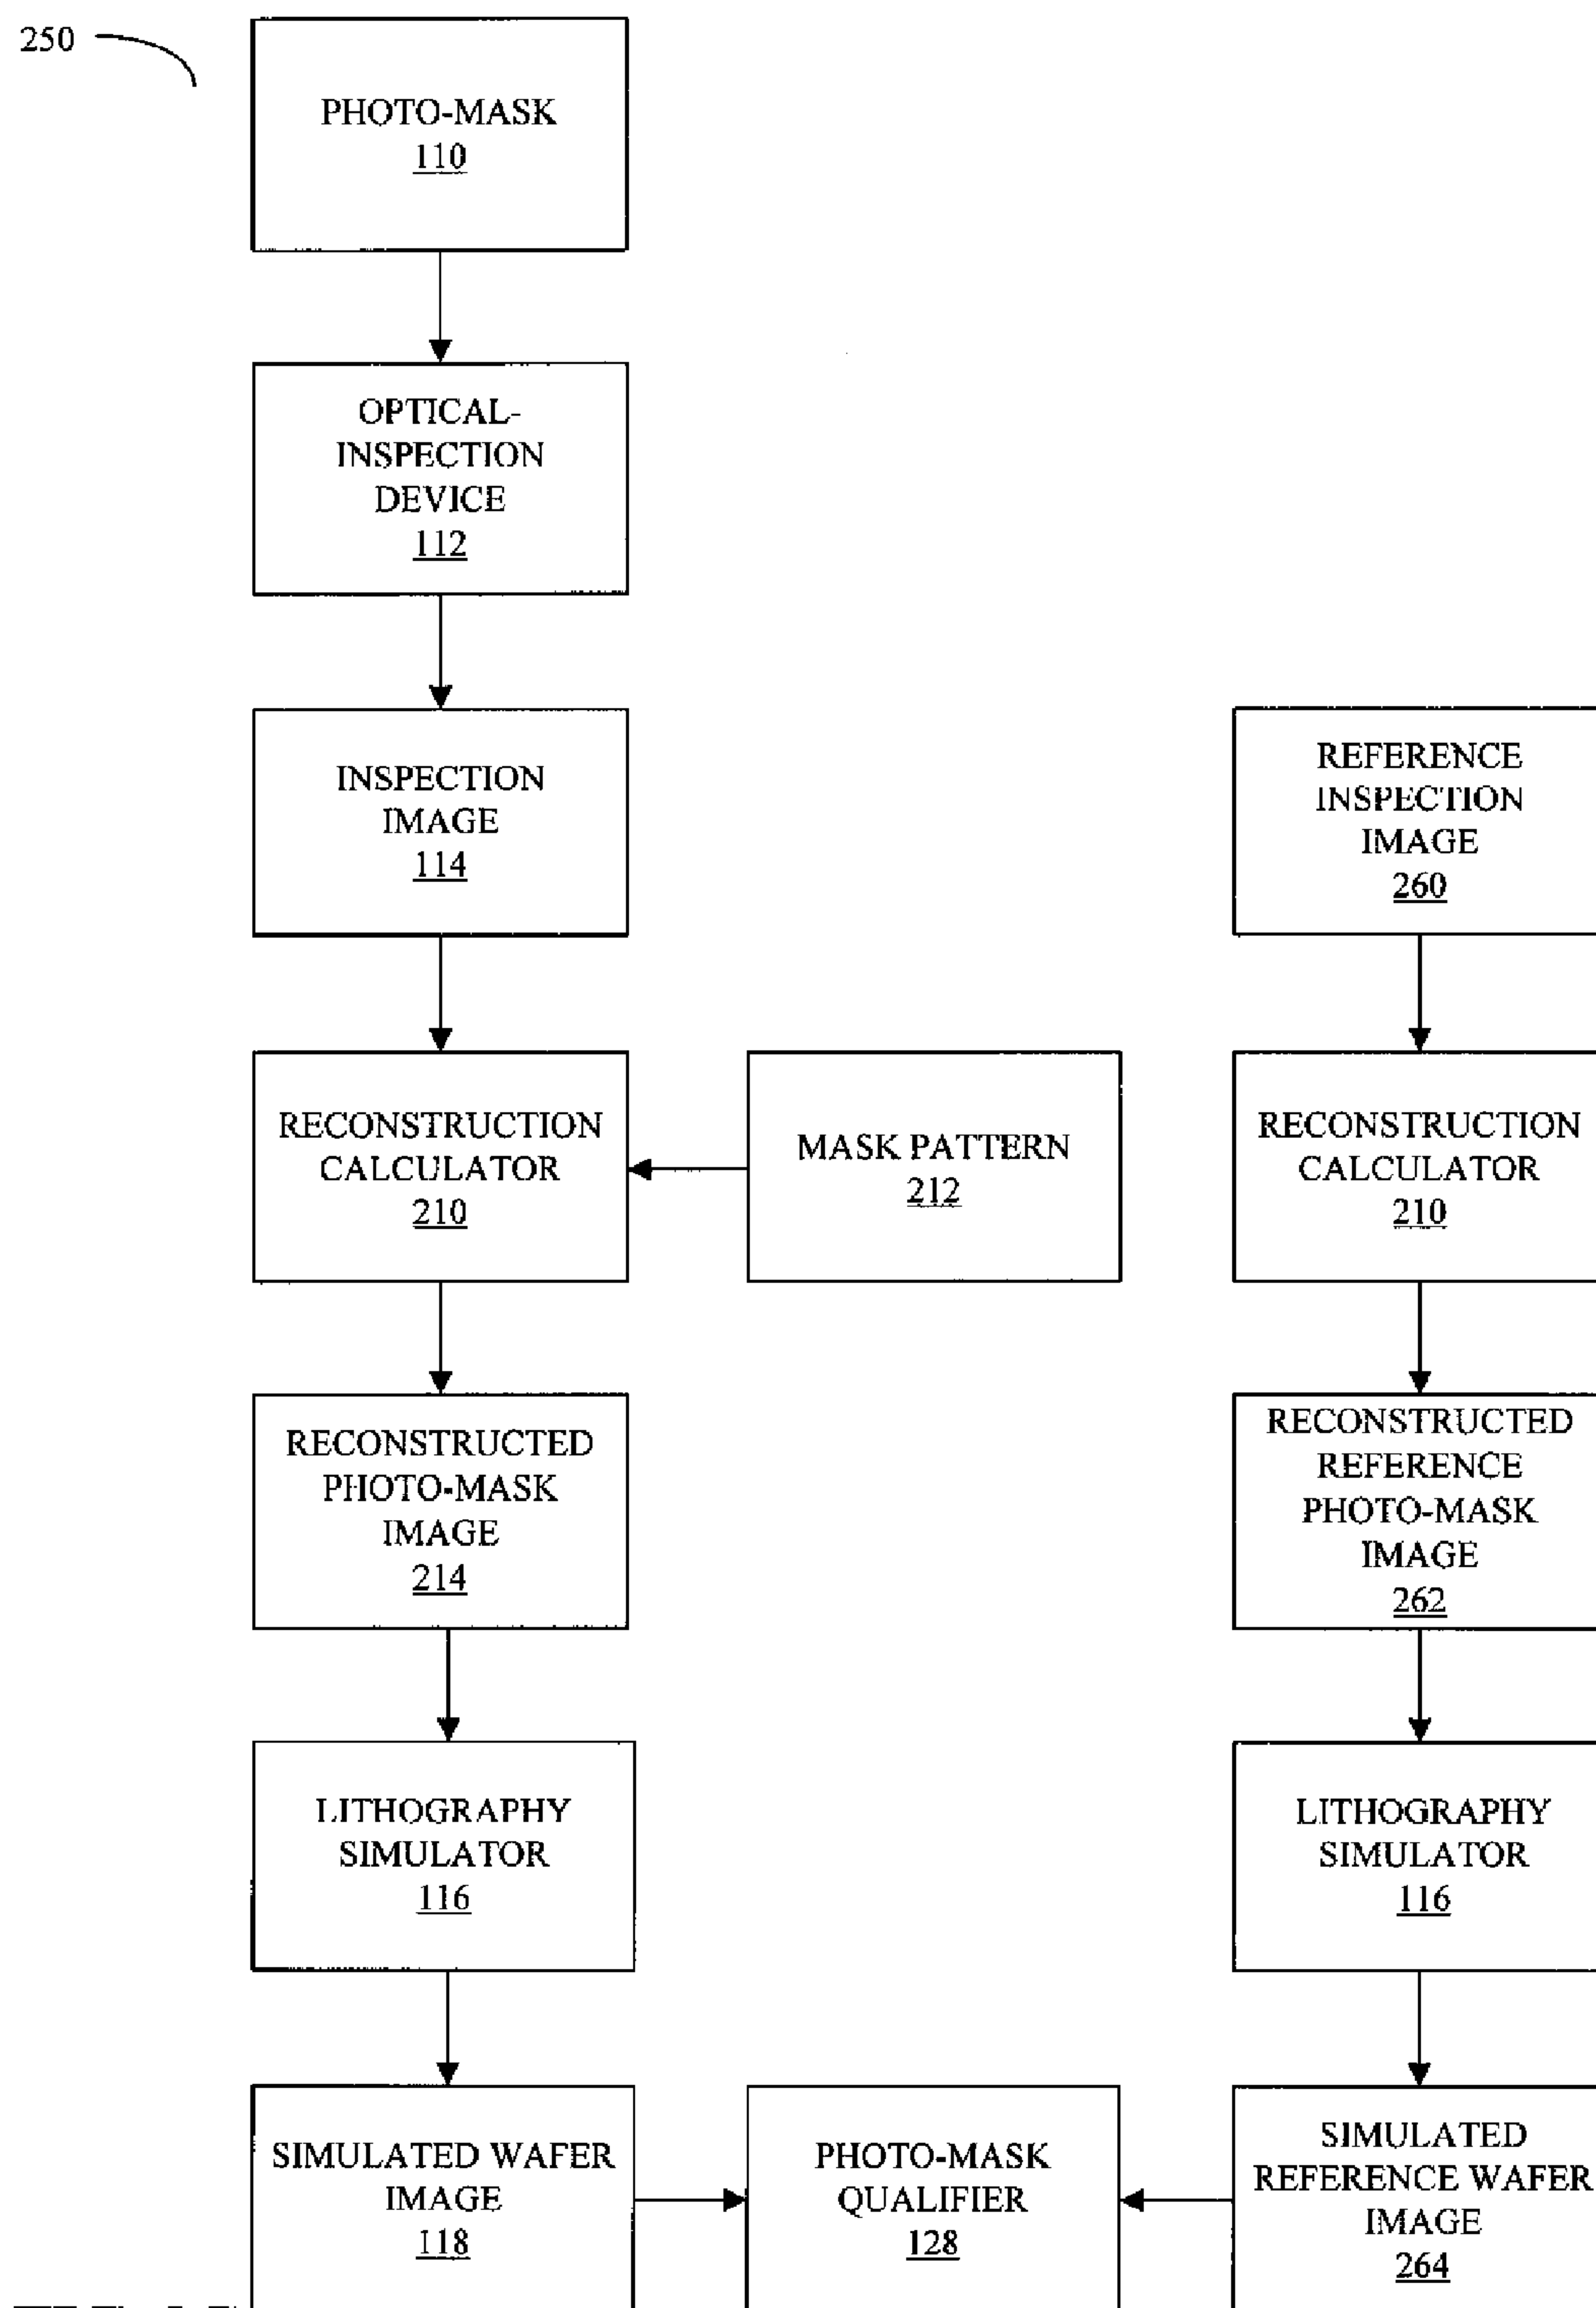 250
PHOTO-MASK
110
OPTICAL-
INSPECTION
DEVICE
112
INSPECTION
IMAGE
114
REFERENCE
INSPECTION
IMAGE
260
RECONSTRUCTION
CALCULATOR
210
MASK PATTERN
212
RECONSTRUCTION
CALCULATOR
210
RECONSTRUCTED
PHOTO-MASK
IMAGE
214
RECONSTRUCTED
REFERENCE
PHOTO-MASK
IMAGE
262
LITHOGRAPHY
SIMULATOR
116
LITHOGRAPHY
SIMULATOR
116
SIMULATED WAFER
IMAGE
118
PHOTO-MASK
QUALIFIER
128
SIMULATED
REFERENCE WAFER
IMAGE
264